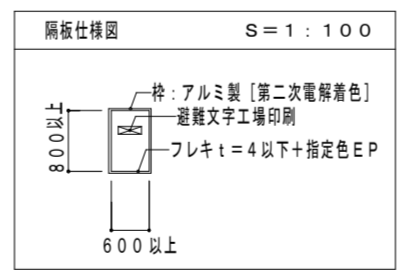 隔板仕様図 S=1:100
枠:アルミ製[第二次電解着色]
避難文字工場印刷
フレキt=4以下+指定色EP
800以上
600以上